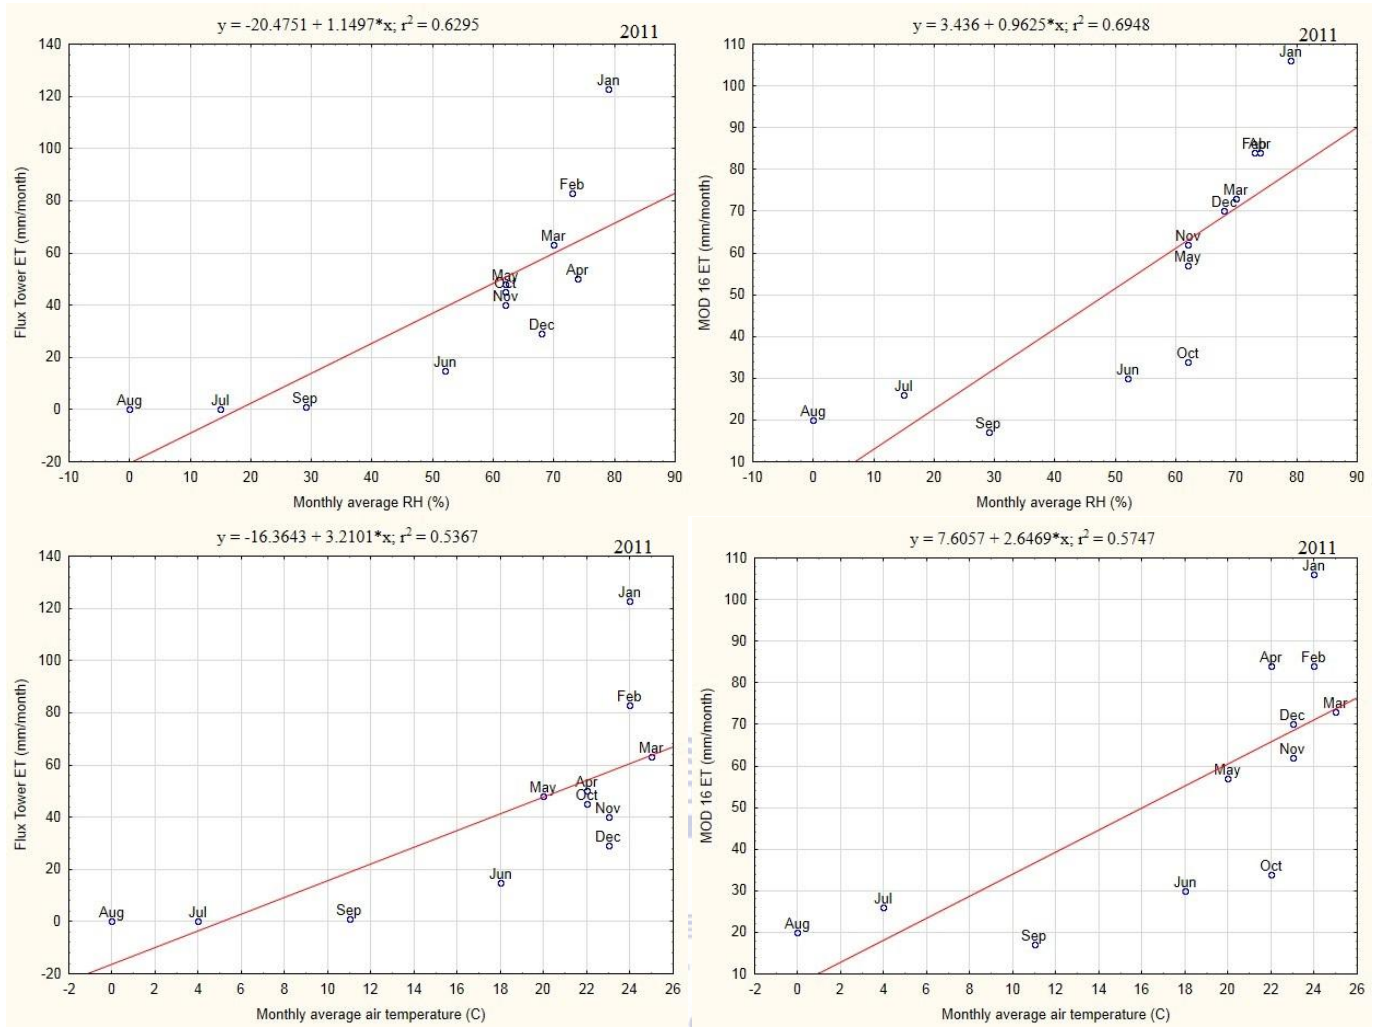 y = -20.4751 + 1.1497*x; r² = 0.6295
2011
140
120
100
80
60
40
20
0
-20
Flux Tower ET (mm/month)
Jan
Feb
Mar
Apr
May
Oct
Nov
Dec
Jun
Aug
Jul
Sep
-10 0 10 20 30 40 50 60 70 80 90
Monthly average RH (%)
y = 3.436 + 0.9625*x; r² = 0.6948
2011
110
100
90
80
70
60
50
40
30
20
10
MOD 16 ET (mm/month)
Jan
Feb
Apr
Mar
Dec
Nov
May
Oct
Jun
Jul
Aug
Sep
-10 0 10 20 30 40 50 60 70 80 90
Monthly average RH (%)
y = -16.3643 + 3.2101*x; r² = 0.5367
2011
140
120
100
80
60
40
20
0
-20
Flux Tower ET (mm/month)
Jan
Feb
Mar
May
Apr
Oct
Nov
Dec
Jun
Aug
Jul
Sep
-2 0 2 4 6 8 10 12 14 16 18 20 22 24 26
Monthly average air temperature (C)
y = 7.6057 + 2.6469*x; r² = 0.5747
2011
110
100
90
80
70
60
50
40
30
20
10
MOD 16 ET (mm/month)
Jan
Apr
Feb
Mar
Dec
Nov
May
Oct
Jun
Jul
Aug
Sep
-2 0 2 4 6 8 10 12 14 16 18 20 22 24 26
Monthly average air temperature (C)